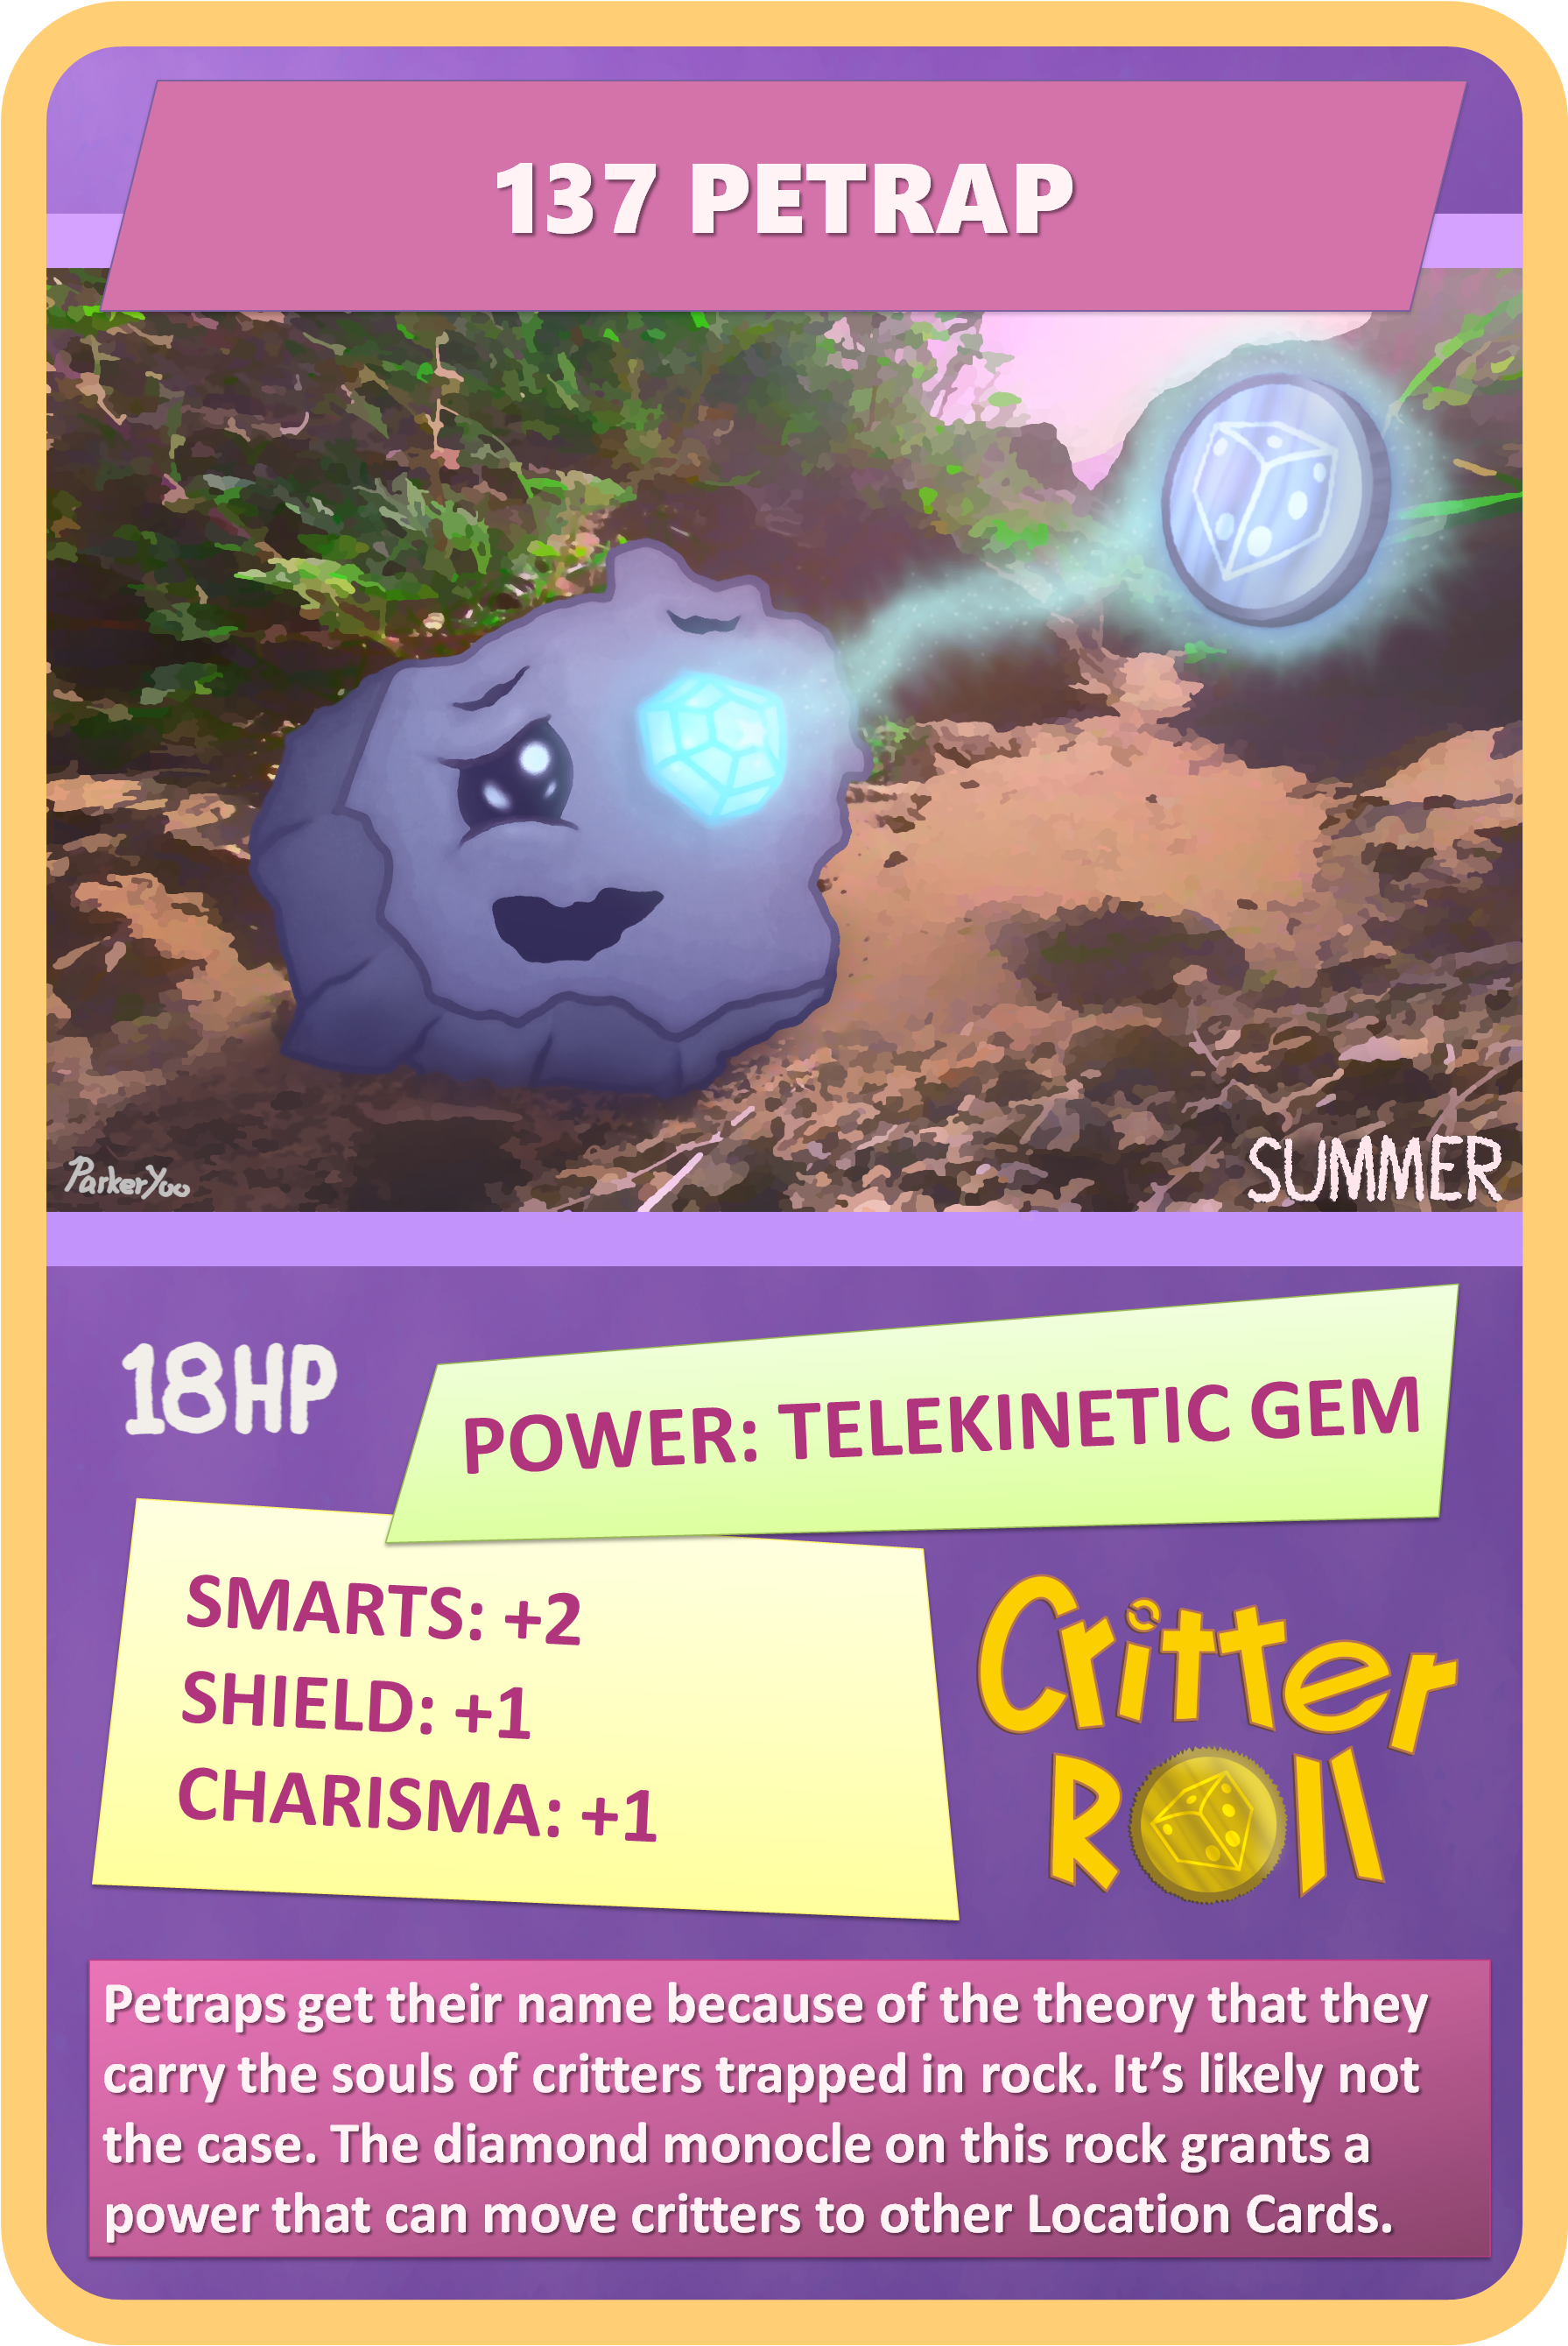 137 PETRAP
ParkerYoo
SUMMER
18HP
POWER: TELEKINETIC GEM
SMARTS: +2
SHIELD: +1
CHARISMA: +1
Critter
Roll
Petraps get their name because of the theory that they
carry the souls of critters trapped in rock. It’s likely not
the case. The diamond monocle on this rock grants a
power that can move critters to other Location Cards.